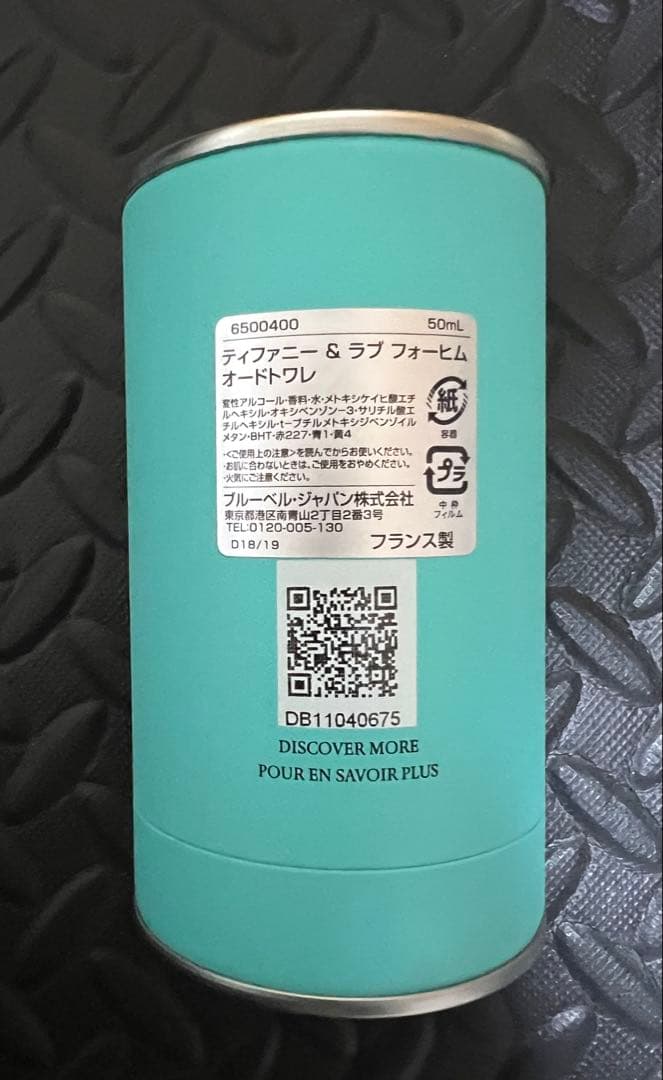 6500400 50mL
ティファニー & ラブ フォーヒム
オードトワレ
変性アルコール・香料・水・メトキシケイヒ酸エチ
ルヘキシル・オキシベンゾン-3・サリチル酸エ
チルヘキシル・t-ブチルメトキシジベンゾイル
メタン・BHT・赤227・青1・黄4
・<ご使用上の注意>を読んでからお使いください。
・お肌に合わないときは、ご使用をおやめください。
・火気にご注意ください。
紙
容器
プラ
中枠
フィルム
ブルーベル・ジャパン株式会社
東京都港区南青山2丁目2番3号
TEL:0120-005-130
D18/19 フランス製
DB11040675
DISCOVER MORE
POUR EN SAVOIR PLUS